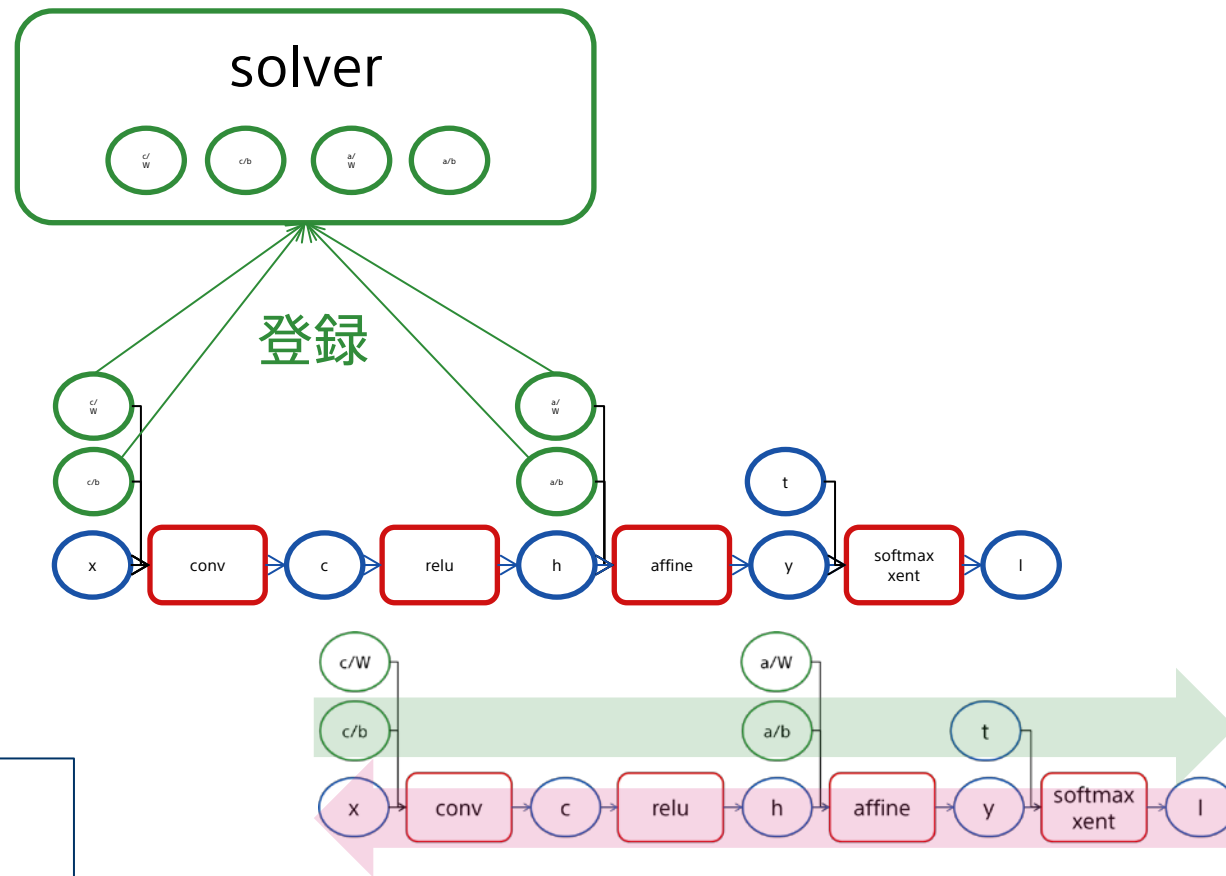 solver
c/
W
c/b
a/
W
a/b
登録
c/
W
a/
W
c/b
a/b
t
x
conv
c
relu
h
affine
y
softmax
xent
l
c/W
a/W
c/b
a/b
t
x
conv
c
relu
h
affine
y
softmax
xent
l